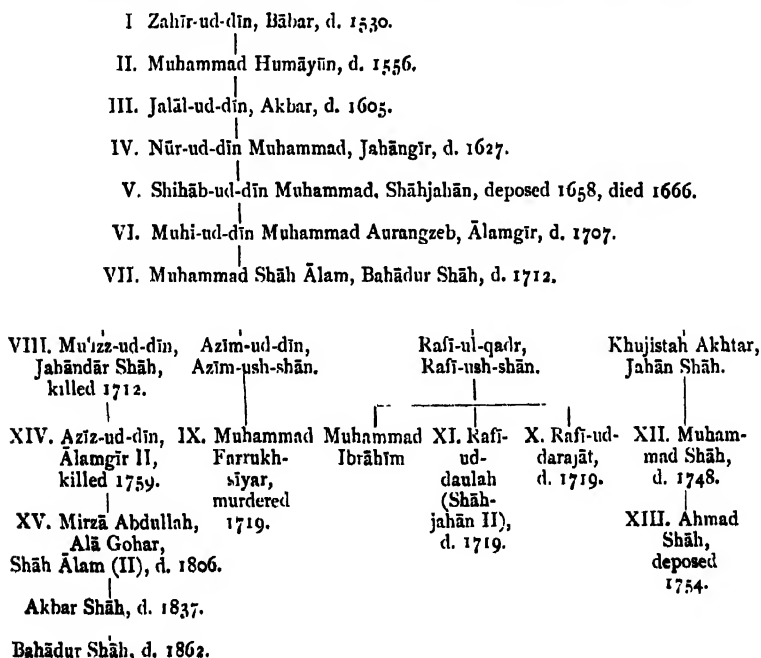 I Zahīr-ud-dīn, Bābar, d. 1530.
II. Muhammad Humāyūn, d. 1556.
III. Jalāl-ud-dīn, Akbar, d. 1605.
IV. Nūr-ud-dīn Muhammad, Jahāngīr, d. 1627.
V. Shihāb-ud-dīn Muhammad, Shāhjahān, deposed 1658, died 1666.
VI. Muhi-ud-dīn Muhammad Aurangzeb, Ālamgīr, d. 1707.
VII. Muhammad Shāh Ālam, Bahādur Shāh, d. 1712.
VIII. Mu'izz-ud-dīn,
Jahāndār Shāh,
killed 1712.
Azīm-ud-dīn,
Azīm-ush-shān.
Rafī-ul-qadr,
Rafī-ush-shān.
Khujistah Akhtar,
Jahān Shāh.
XIV. Azīz-ud-dīn,
Ālamgīr II,
killed 1759.
IX. Muhammad
Farrukh-
siyar,
murdered
1719.
Muhammad
Ibrāhīm
XI. Rafī-
ud-
daulah
(Shāh-
jahān II),
d. 1719.
X. Rafī-ud-
darajāt,
d. 1719.
XII. Muham-
mad Shāh,
d. 1748.
XV. Mirzā Abdullah,
Alā Gohar,
Shāh Ālam (II), d. 1806.
XIII. Ahmad
Shāh,
deposed
1754.
Akbar Shāh, d. 1837.
Bahādur Shāh, d. 1862.